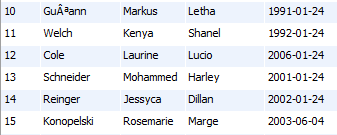 10 GuÂªann Markus Letha 1991-01-24
11 Welch Kenya Shanel 1992-01-24
12 Cole Laurine Lucio 2006-01-24
13 Schneider Mohammed Harley 2001-01-24
14 Reinger Jessyca Dillan 2002-01-24
15 Konopelski Rosemarie Marge 2003-06-04